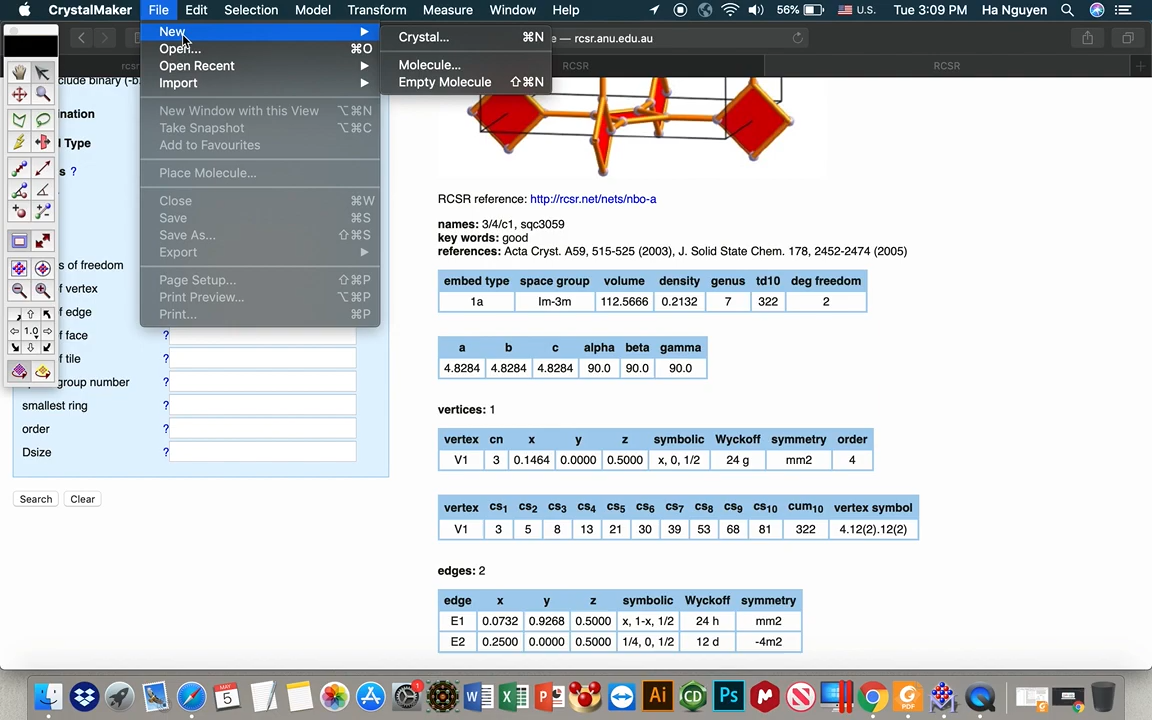 CrystalMaker File Edit Selection Model Transform Measure Window Help 56% U.S. Tue 3:09 PM Ha Nguyen
New
Open... ⌘O
Open Recent
Import
New Window with this View ⌥⌘N
Take Snapshot ⌥⌘C
Add to Favourites
Place Molecule...
Close ⌘W
Save ⌘S
Save As... ⇧⌘S
Export
Page Setup... ⇧⌘P
Print Preview... ⌥⌘P
Print... ⌘P
Crystal... ⌘N
Molecule...
Empty Molecule ⇧⌘N
e — rcsr.anu.edu.au
rcsr RCSR RCSR
clude binary (-b
nation
l Type
s ?
s of freedom
f vertex
f edge
f face ?
f tile ?
group number ?
smallest ring ?
order ?
Dsize ?
Search Clear
1.0
RCSR reference: http://rcsr.net/nets/nbo-a
names: 3/4/c1, sqc3059
key words: good
references: Acta Cryst. A59, 515-525 (2003), J. Solid State Chem. 178, 2452-2474 (2005)
embed type space group volume density genus td10 deg freedom
1a Im-3m 112.5666 0.2132 7 322 2
a b c alpha beta gamma
4.8284 4.8284 4.8284 90.0 90.0 90.0
vertices: 1
vertex cn x y z symbolic Wyckoff symmetry order
V1 3 0.1464 0.0000 0.5000 x, 0, 1/2 24 g mm2 4
vertex cs1 cs2 cs3 cs4 cs5 cs6 cs7 cs8 cs9 cs10 cum10 vertex symbol
V1 3 5 8 13 21 30 39 53 68 81 322 4.12(2).12(2)
edges: 2
edge x y z symbolic Wyckoff symmetry
E1 0.0732 0.9268 0.5000 x, 1-x, 1/2 24 h mm2
E2 0.2500 0.0000 0.5000 1/4, 0, 1/2 12 d -4m2